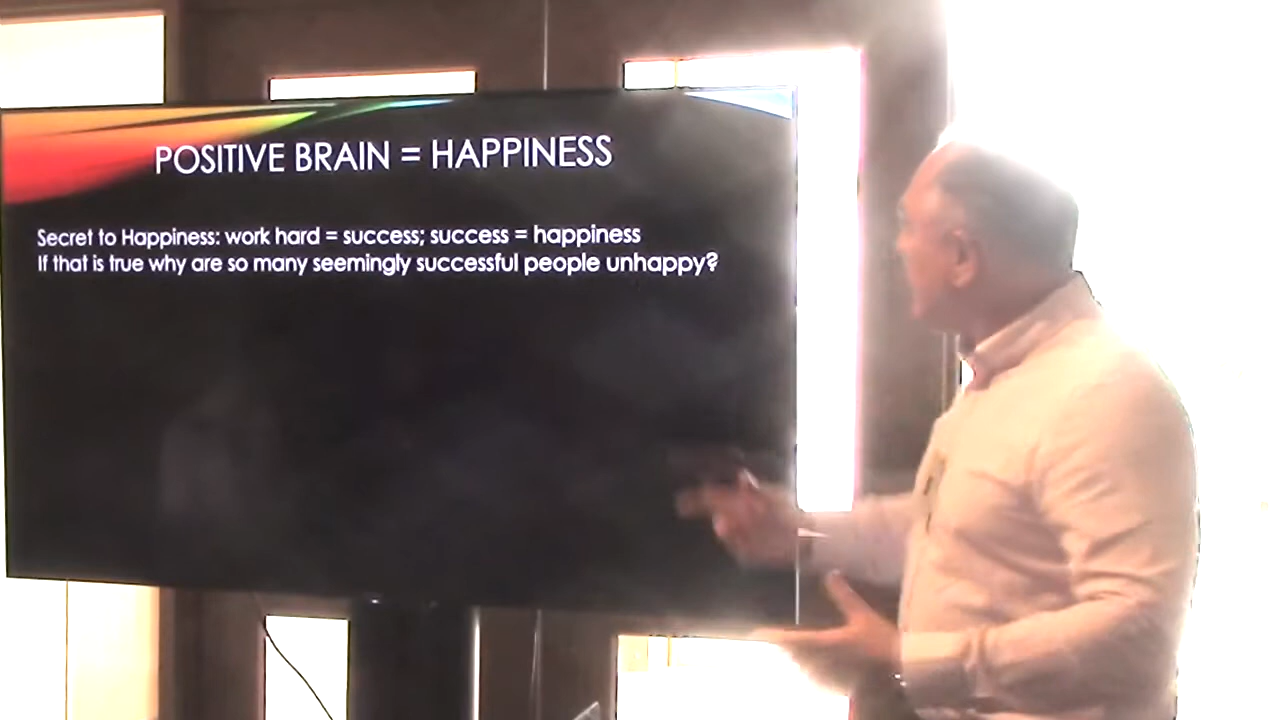 POSITIVE BRAIN = HAPPINESS
Secret to Happiness: work hard = success; success = happiness
If that is true why are so many seemingly successful people unhappy?